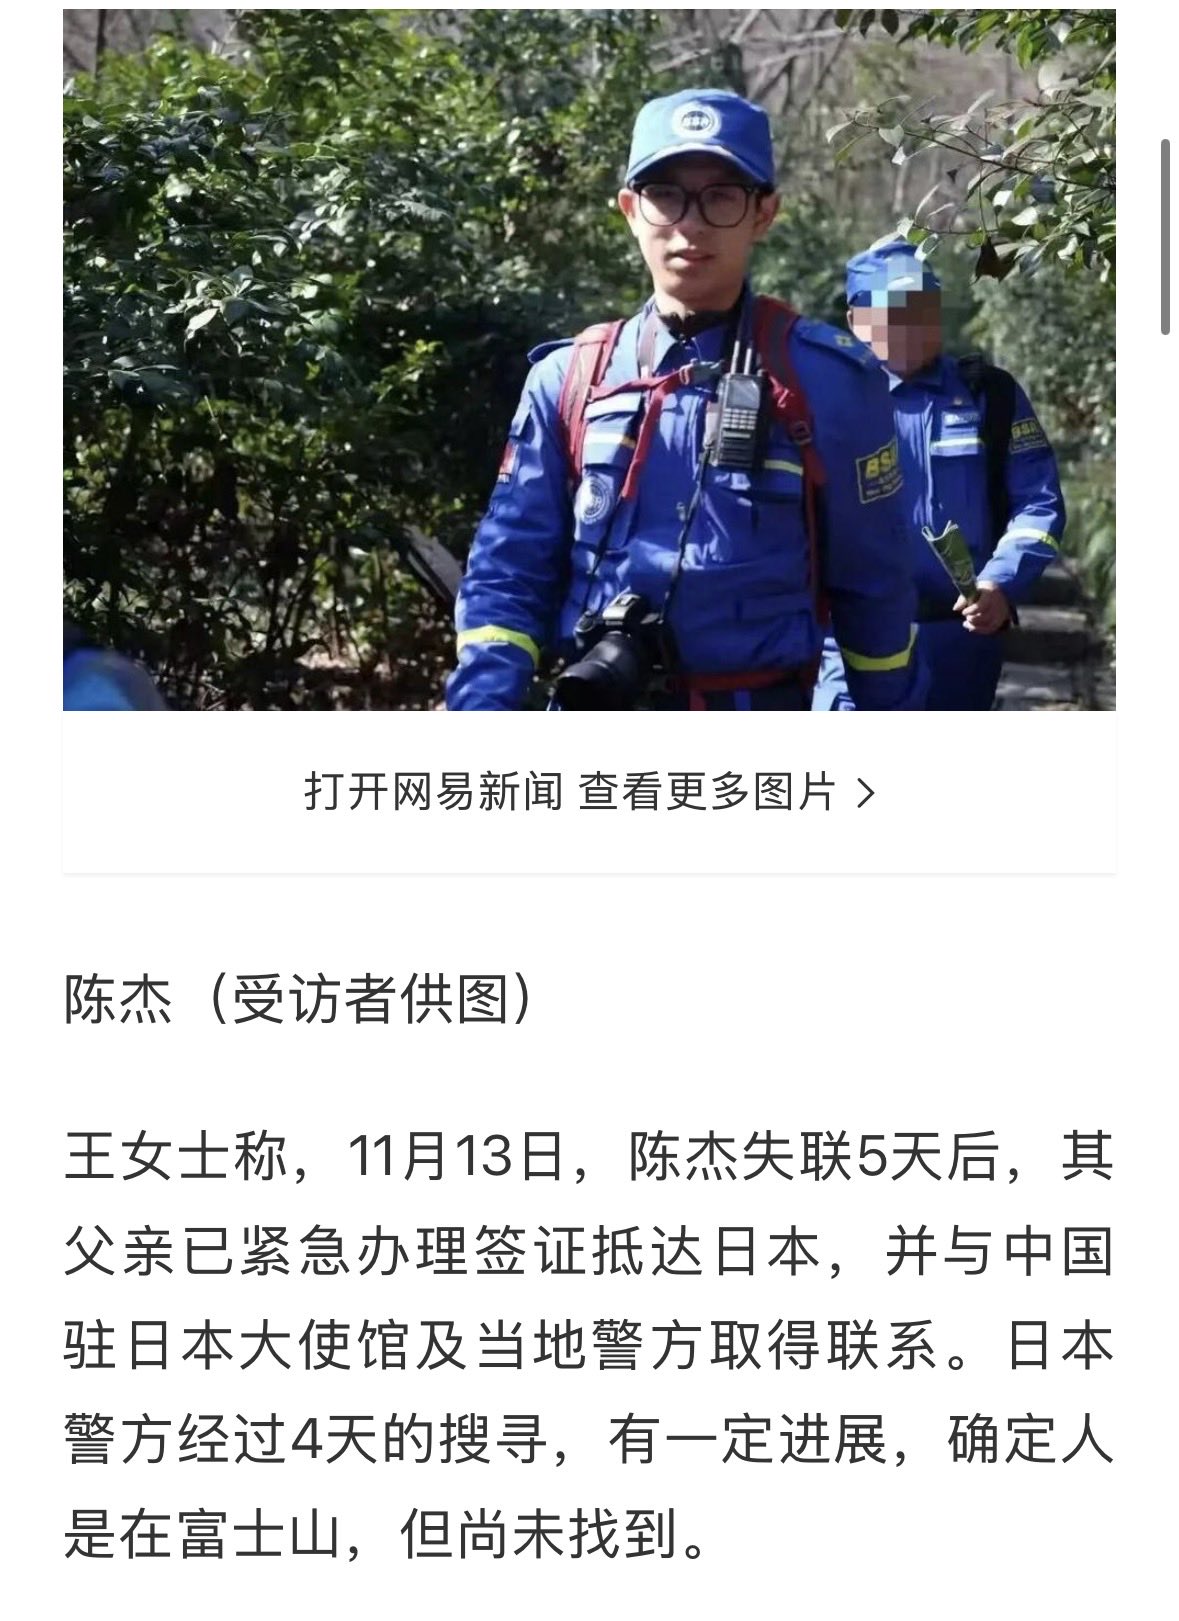 BSR
BSR
打开网易新闻 查看更多图片 >
陈杰（受访者供图）
王女士称，11月13日，陈杰失联5天后，其
父亲已紧急办理签证抵达日本，并与中国
驻日本大使馆及当地警方取得联系。日本
警方经过4天的搜寻，有一定进展，确定人
是在富士山，但尚未找到。